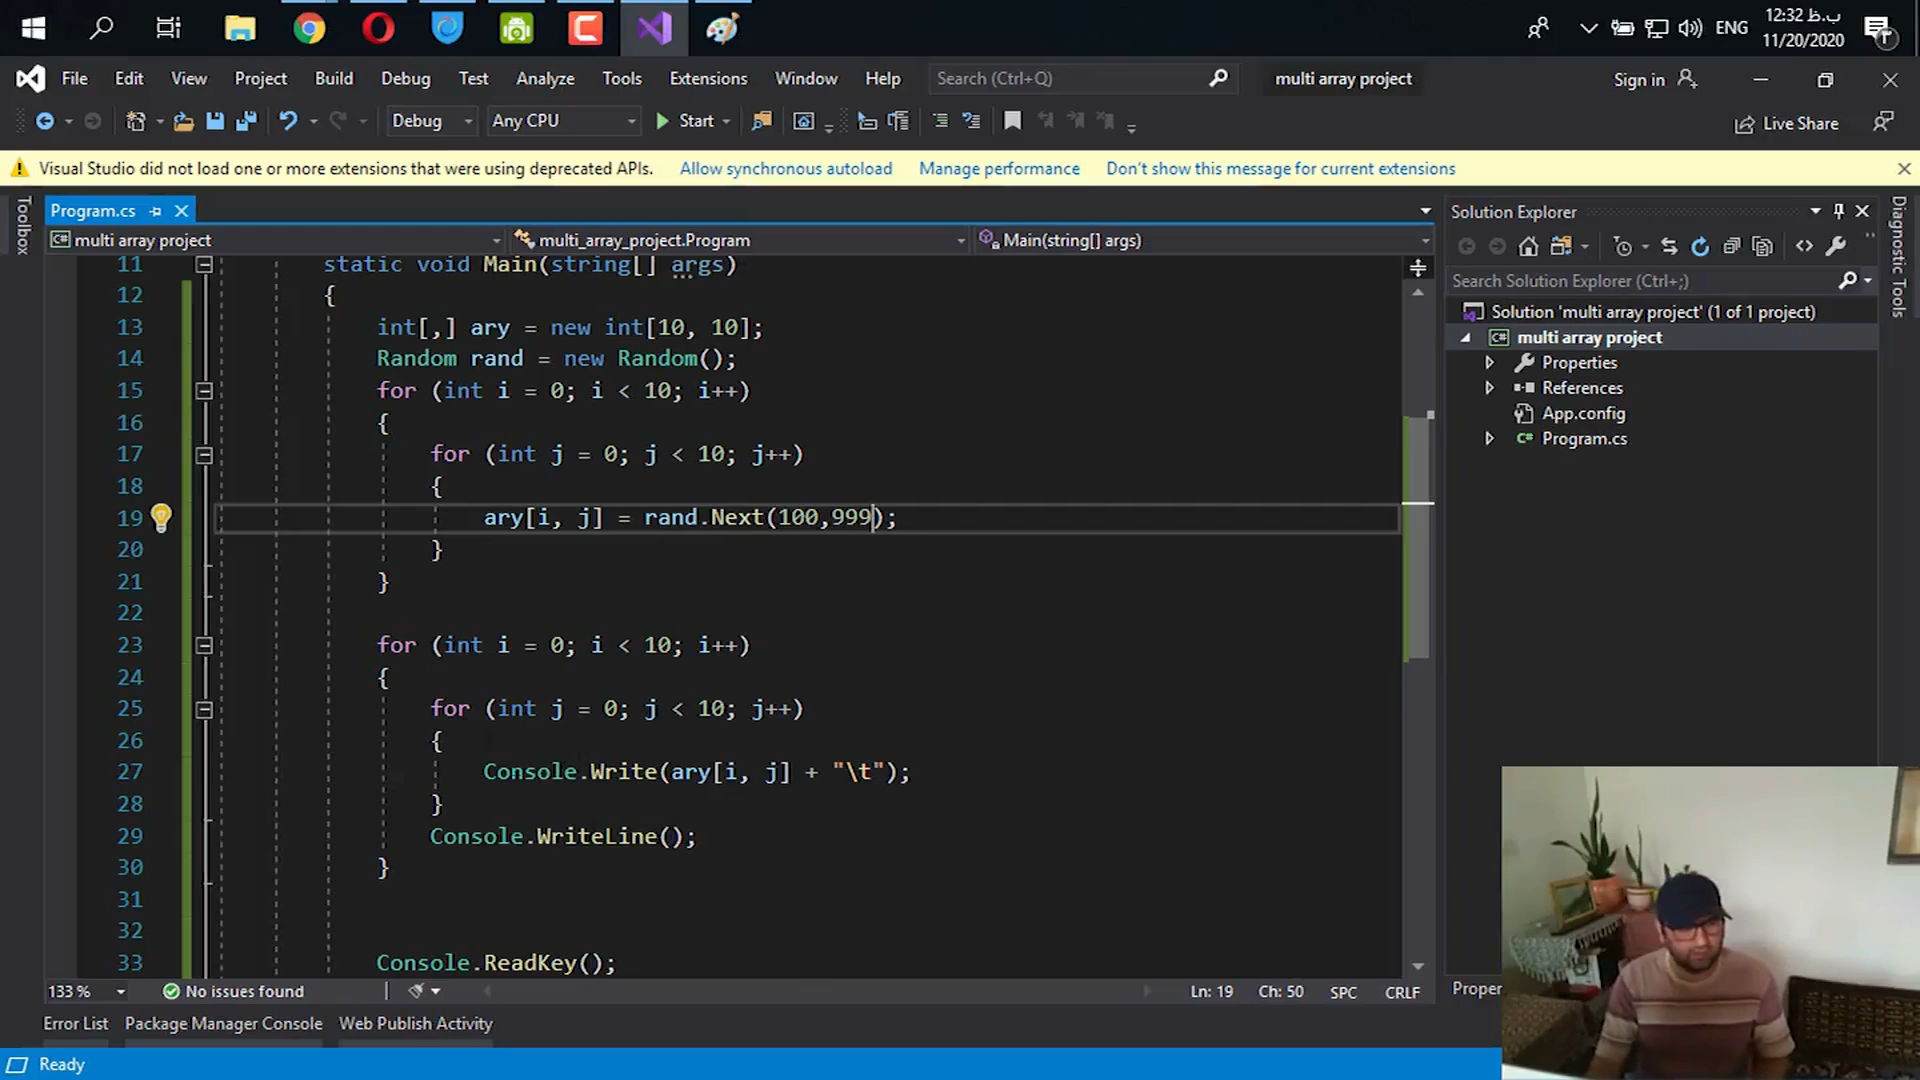 ENG
12:32 ب.ظ
11/20/2020
File Edit View Project Build Debug Test Analyze Tools Extensions Window Help Search (Ctrl+Q) multi array project Sign in
Debug Any CPU Start Live Share
Visual Studio did not load one or more extensions that were using deprecated APIs. Allow synchronous autoload Manage performance Don't show this message for current extensions
Toolbox
Program.cs
multi array project multi_array_project.Program Main(string[] args)
11 static void Main(string[] args)
12 {
13 int[,] ary = new int[10, 10];
14 Random rand = new Random();
15 for (int i = 0; i < 10; i++)
16 {
17 for (int j = 0; j < 10; j++)
18 {
19 ary[i, j] = rand.Next(100,999);
20 }
21 }
22
23 for (int i = 0; i < 10; i++)
24 {
25 for (int j = 0; j < 10; j++)
26 {
27 Console.Write(ary[i, j] + "\t");
28 }
29 Console.WriteLine();
30 }
31
32
33 Console.ReadKey();
133 % No issues found Ln: 19 Ch: 50 SPC CRLF
Error List Package Manager Console Web Publish Activity
Ready
Solution Explorer
Search Solution Explorer (Ctrl+;)
Solution 'multi array project' (1 of 1 project)
multi array project
Properties
References
App.config
Program.cs
Proper
Diagnostic Tools